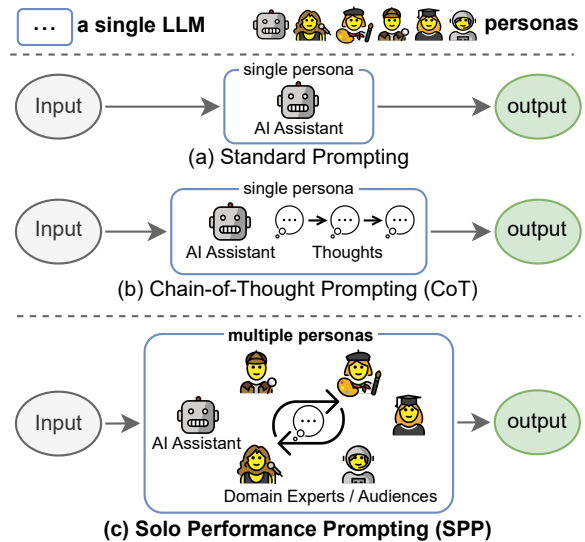 ... a single LLM
personas
single persona
Input
AI Assistant
output
(a) Standard Prompting
single persona
Input
... ... ...
AI Assistant
Thoughts
output
(b) Chain-of-Thought Prompting (CoT)
multiple personas
Input
...
output
AI Assistant
Domain Experts / Audiences
(c) Solo Performance Prompting (SPP)